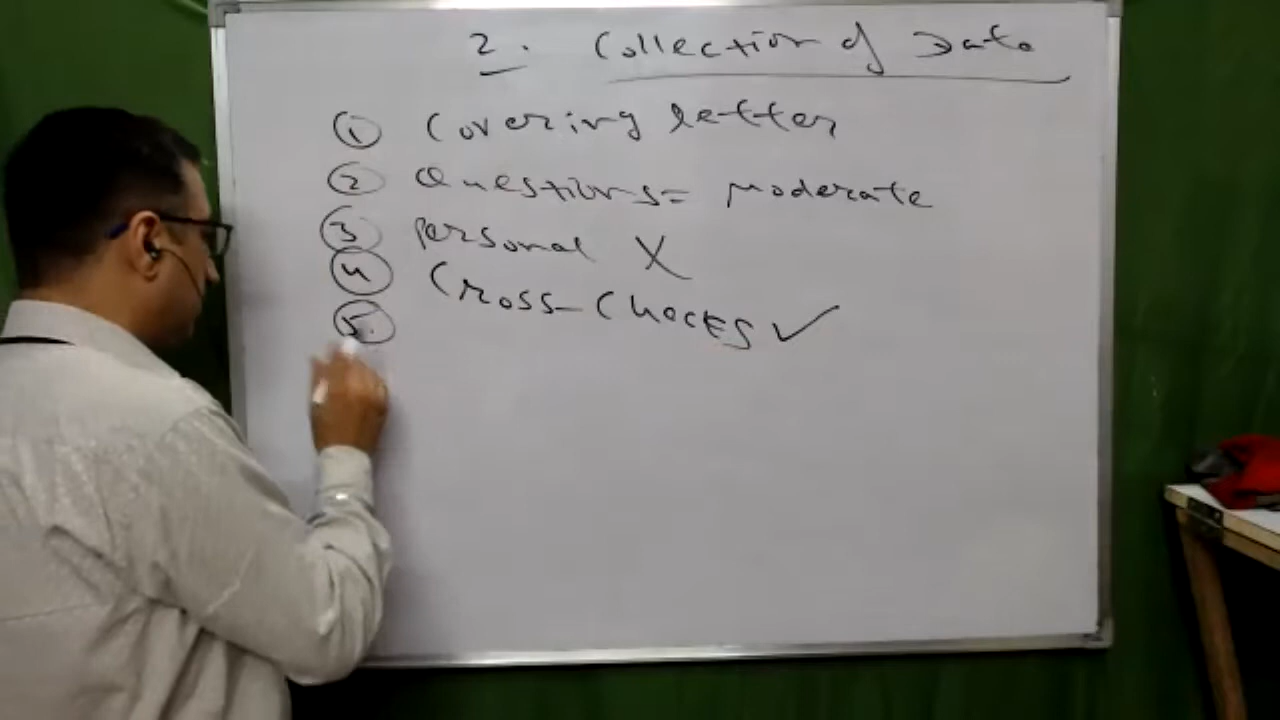 2. Collection of Data
1 Covering letter
2 Questions = moderate
3 Personal X
4 Cross-Checks ✓
5.